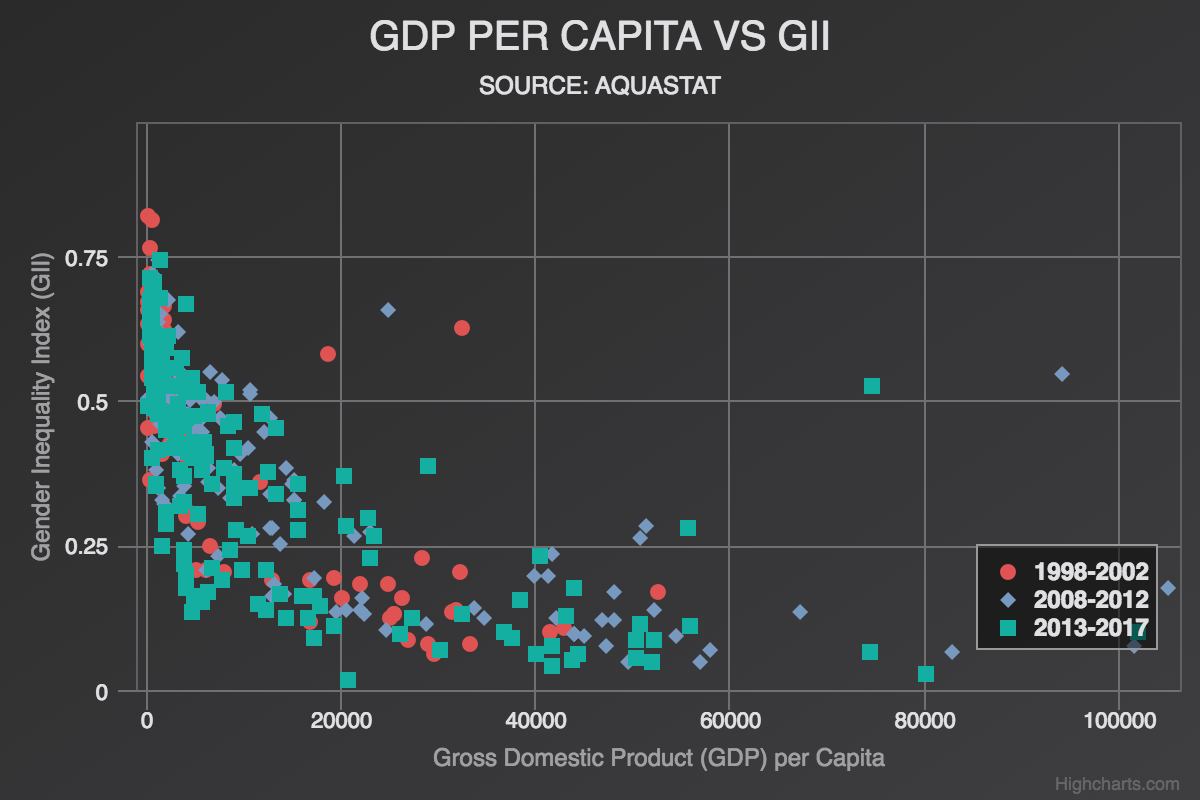 GDP PER CAPITA VS GII
SOURCE: AQUASTAT
Gender Inequality Index (GII)
0.75
0.5
0.25
0
0 20000 40000 60000 80000 100000
Gross Domestic Product (GDP) per Capita
1998-2002
2008-2012
2013-2017
Highcharts.com